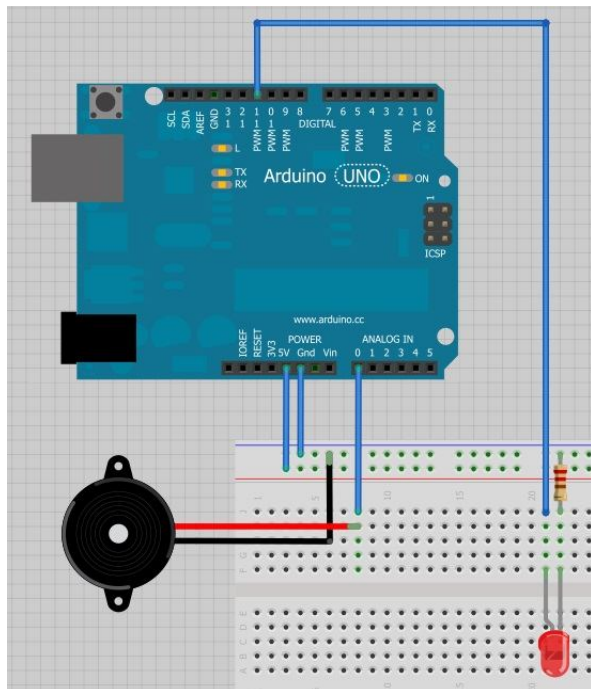 SCL
SDA
AREF
GND
13
12
PWM 11
PWM 10
PWM 9
8
DIGITAL
7
PWM 6
PWM 5
4
PWM 3
2
TX 1
RX 0
L
TX
RX
Arduino UNO
ON
1
ICSP
www.arduino.cc
POWER
ANALOG IN
IOREF
RESET
3V3
5V
Gnd
Vin
0 1 2 3 4 5
1 5 10 15 20
J
G
F
E
D
C
B
A